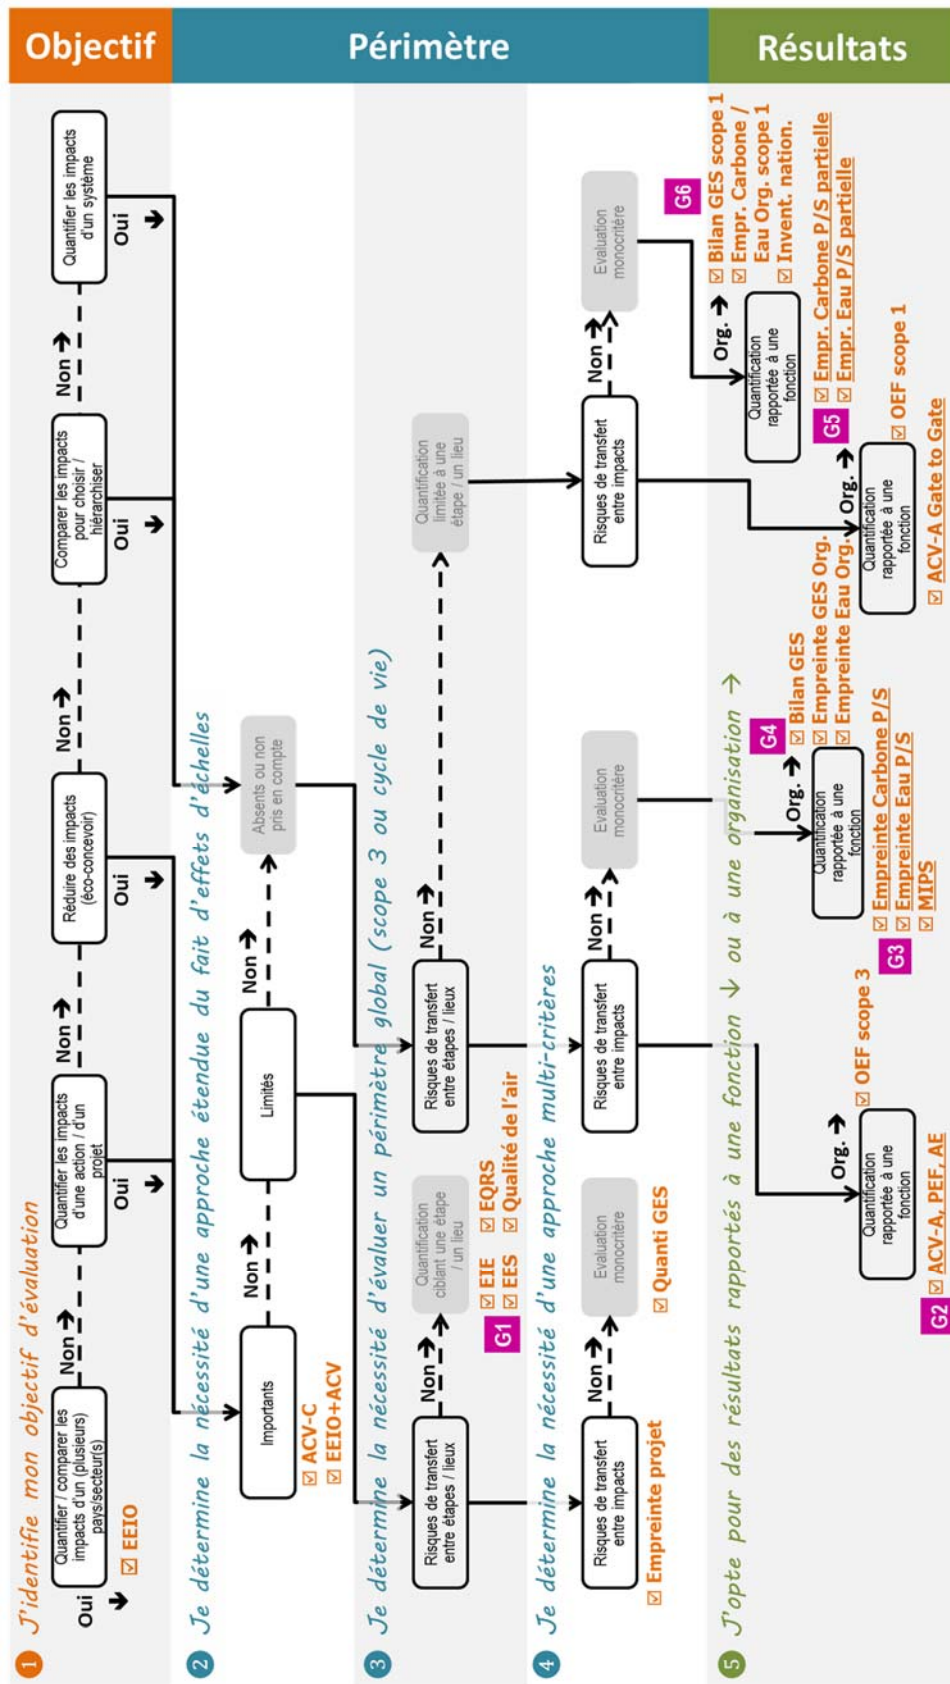 Objectif
Périmètre
Résultats
1 J'identifie mon objectif d'évaluation
Quantifier / comparer les
impacts d'un (plusieurs)
pays/secteur(s)
Oui
➔
☑ EEIO
Non ➔
Quantifier les impacts
d'une action / d'un
projet
Oui
➔
Non ➔
Réduire des impacts
(éco-concevoir)
Oui
➔
Non ➔
Comparer les impacts
pour choisir /
hiérarchiser
Oui
➔
Non ➔
Quantifier les impacts
d'un système
Oui
➔
2 Je détermine la nécessité d'une approche étendue du fait d'effets d'échelles
Importants
☑ ACV-C
☑ EEIO+ACV
Non ➔
Limités
Non ➔
Absents ou non
pris en compte
3 Je détermine la nécessité d'évaluer un périmètre global (scope 3 ou cycle de vie)
Risques de transfert
entre étapes / lieux
Non ➔
Quantification
ciblant une étape
/ un lieu
G1
☑ EIE ☑ EQRS
☑ EES ☑ Qualité de l'air
Risques de transfert
entre étapes / lieux
Non ➔
Quantification
limitée à une
étape / un lieu
4 Je détermine la nécessité d'une approche multi-critères
Risques de transfert
entre impacts
☑ Empreinte projet
Non ➔
Evaluation
monocritère
☑ Quanti GES
Risques de transfert
entre impacts
Non ➔
Evaluation
monocritère
Risques de transfert
entre impacts
Non ➔
Evaluation
monocritère
5 J'opte pour des résultats rapportés à une fonction ↓ ou à une organisation →
Quantification
rapportée à une
fonction
Org. ➔
☑ OEF scope 3
G2
☑ ACV-A, PEF, AE
Quantification
rapportée à une
fonction
Org. ➔
G4
☑ Bilan GES
☑ Empreinte GES Org.
☑ Empreinte Eau Org.
G3
☑ Empreinte Carbone P/S
☑ Empreinte Eau P/S
☑ MIPS
Quantification
rapportée à une
fonction
Org. ➔
☑ OEF scope 1
☑ ACV-A Gate to Gate
Quantification
rapportée à une
fonction
Org. ➔
G6
☑ Bilan GES scope 1
☑ Empr. Carbone /
Eau Org. scope 1
☑ Invent. nation.
G5
☑ Empr. Carbone P/S partielle
☑ Empr. Eau P/S partielle